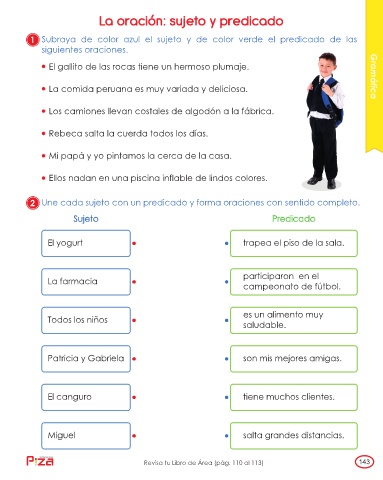 La oración: sujeto y predicado
1 Subraya de color azul el sujeto y de color verde el predicado de las
siguientes oraciones.
• El gallito de las rocas tiene un hermoso plumaje.
• La comida peruana es muy variada y deliciosa.
• Los camiones llevan costales de algodón a la fábrica.
• Rebeca salta la cuerda todos los días.
• Mi papá y yo pintamos la cerca de la casa.
• Ellos nadan en una piscina inflable de lindos colores.
Gramática
2 Une cada sujeto con un predicado y forma oraciones con sentido completo.
Sujeto
Predicado
El yogurt
trapea el piso de la sala.
La farmacia
participaron en el
campeonato de fútbol.
Todos los niños
es un alimento muy
saludable.
Patricia y Gabriela
son mis mejores amigas.
El canguro
tiene muchos clientes.
Miguel
salta grandes distancias.
Revisa tu Libro de Área (pág. 110 al 113)
143